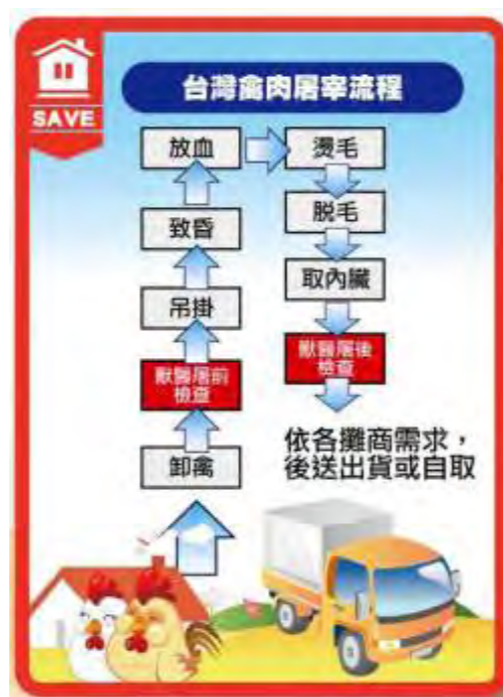 SAVE
台灣禽肉屠宰流程
卸禽
獸醫屠前
檢查
吊掛
致昏
放血
燙毛
脫毛
取內臟
獸醫屠後
檢查
依各攤商需求，
後送出貨或自取